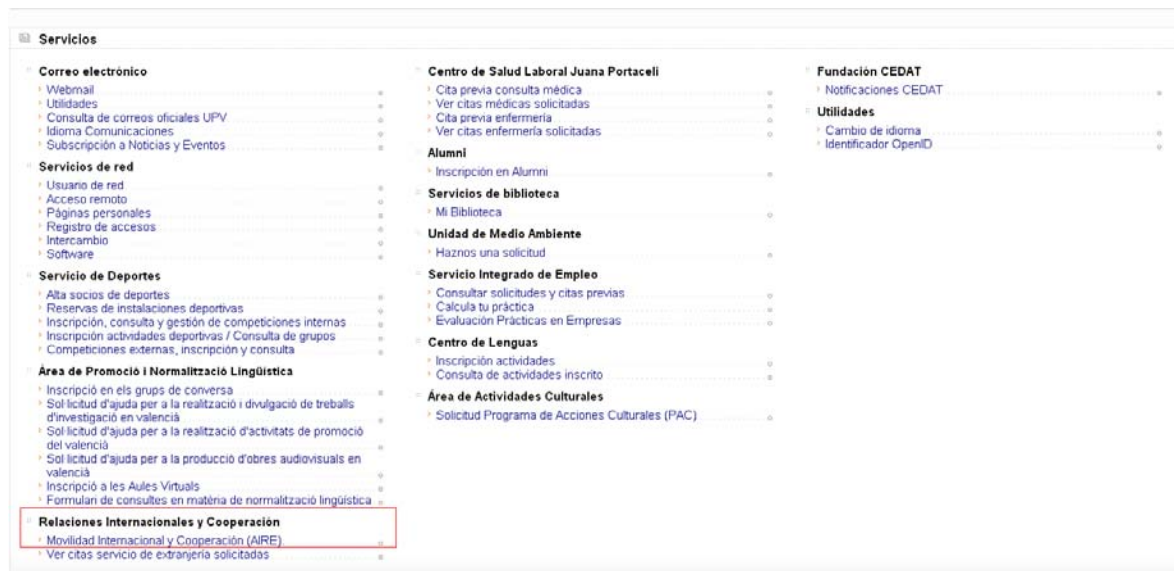 Servicios
Correo electrónico
Webmail
Utilidades
Consulta de correos oficiales UPV
Idioma Comunicaciones
Subscripción a Noticias y Eventos
Servicios de red
Usuario de red
Acceso remoto
Páginas personales
Registro de accesos
Intercambio
Software
Servicio de Deportes
Alta socios de deportes
Reservas de instalaciones deportivas
Inscripción, consulta y gestión de competiciones internas
Inscripción actividades deportivas / Consulta de grupos
Competiciones externas, inscripción y consulta
Área de Promoció i Normalització Lingüística
Inscripció en els grups de conversa
Sol·licitud d'ajuda per a la realització i divulgació de treballs
d'investigació en valencià
Sol·licitud d'ajuda per a la realització d'activitats de promoció
del valencià
Sol·licitud d'ajuda per a la producció d'obres audiovisuals en
valencià
Inscripció a les Aules Virtuals
Formulari de consultes en matèria de normalització lingüística
Relaciones Internacionales y Cooperación
Movilidad Internacional y Cooperación (AIRE)
Ver citas servicio de extranjería solicitadas
Centro de Salud Laboral Juana Portaceli
Cita previa consulta médica
Ver citas médicas solicitadas
Cita previa enfermería
Ver citas enfermería solicitadas
Alumni
Inscripción en Alumni
Servicios de biblioteca
Mi Biblioteca
Unidad de Medio Ambiente
Haznos una solicitud
Servicio Integrado de Empleo
Consultar solicitudes y citas previas
Calcula tu práctica
Evaluación Prácticas en Empresas
Centro de Lenguas
Inscripción actividades
Consulta de actividades inscrito
Área de Actividades Culturales
Solicitud Programa de Acciones Culturales (PAC)
Fundación CEDAT
Notificaciones CEDAT
Utilidades
Cambio de idioma
Identificador OpenID